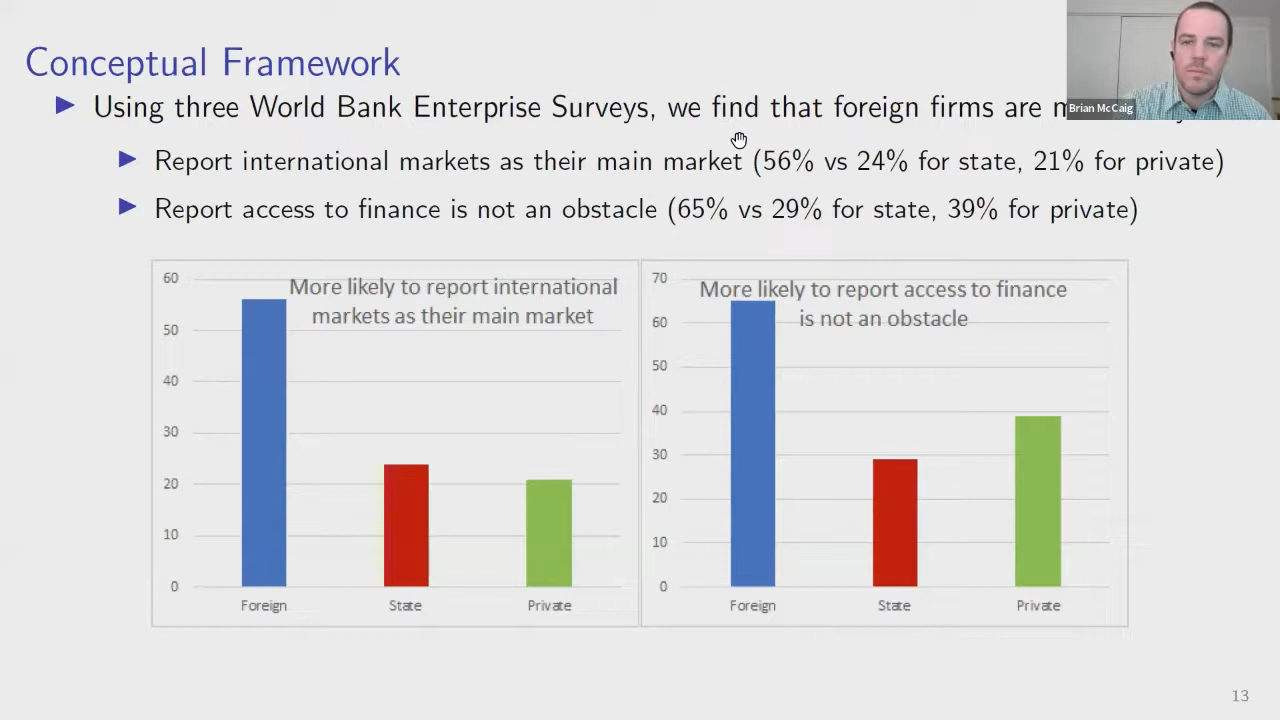 Conceptual Framework
Using three World Bank Enterprise Surveys, we find that foreign firms are
Brian McCaig
Report international markets as their main market (56% vs 24% for state, 21% for private)
Report access to finance is not an obstacle (65% vs 29% for state, 39% for private)
More likely to report international
markets as their main market
60
50
40
30
20
10
0
Foreign State Private
More likely to report access to finance
is not an obstacle
70
60
50
40
30
20
10
0
Foreign State Private
13